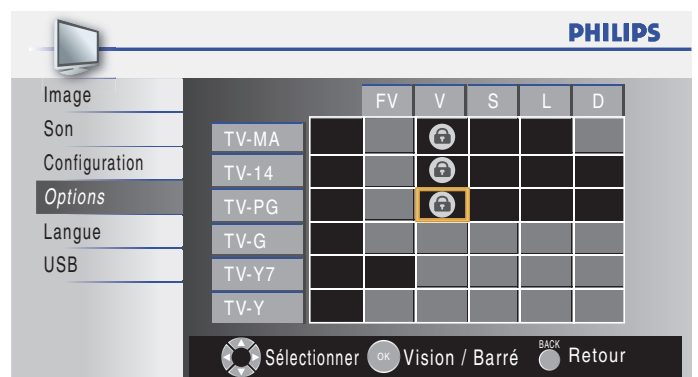 PHILIPS
Image
Son
Configuration
Options
Langue
USB
FV V S L D
TV-MA
TV-14
TV-PG
TV-G
TV-Y7
TV-Y
Sélectionner OK Vision / Barré BACK Retour